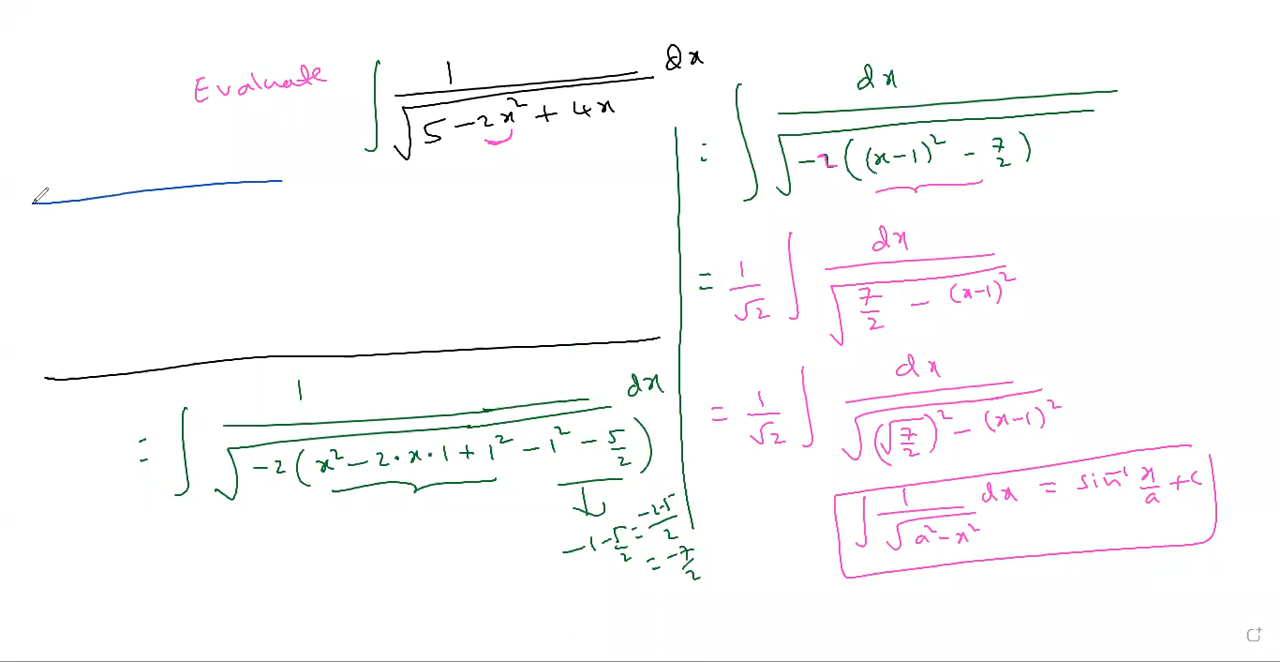 Evaluate ∫ 1/√(5 − 2x² + 4x) dx
= ∫ 1/√(−2(x² − 2·x·1 + 1² − 1² − 5/2)) dx
−1−5/2 = −2−5/2
= −7/2
: ∫ dx/√(−2((x−1)² − 7/2))
= 1/√2 ∫ dx/√(7/2 − (x−1)²)
= 1/√2 ∫ dx/√((√7/2)² − (x−1)²)
∫ 1/√(a² − x²) dx = sin⁻¹ x/a + c